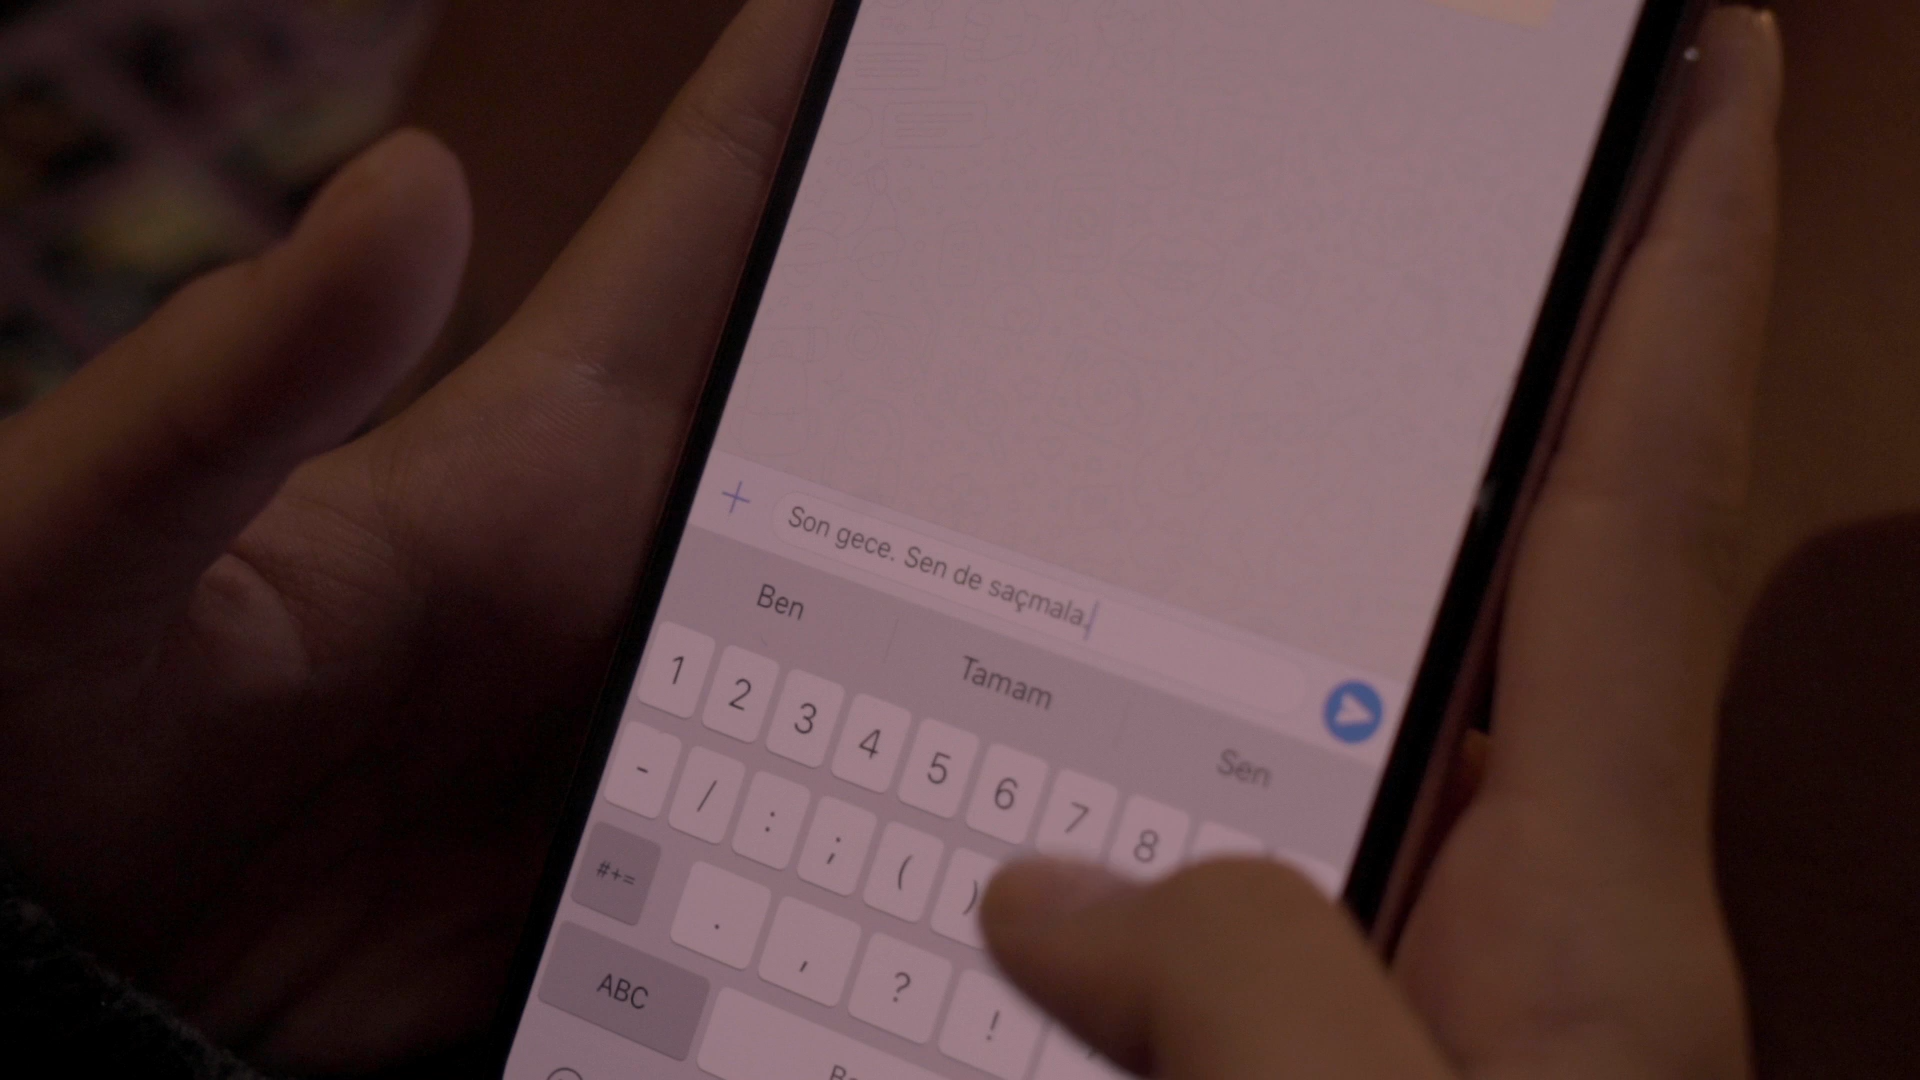 Son gece. Sen de saçmala.
Ben Tamam Sen
1 2 3 4 5 6 7 8
- / : ; ( )
#+= . , ? !
ABC